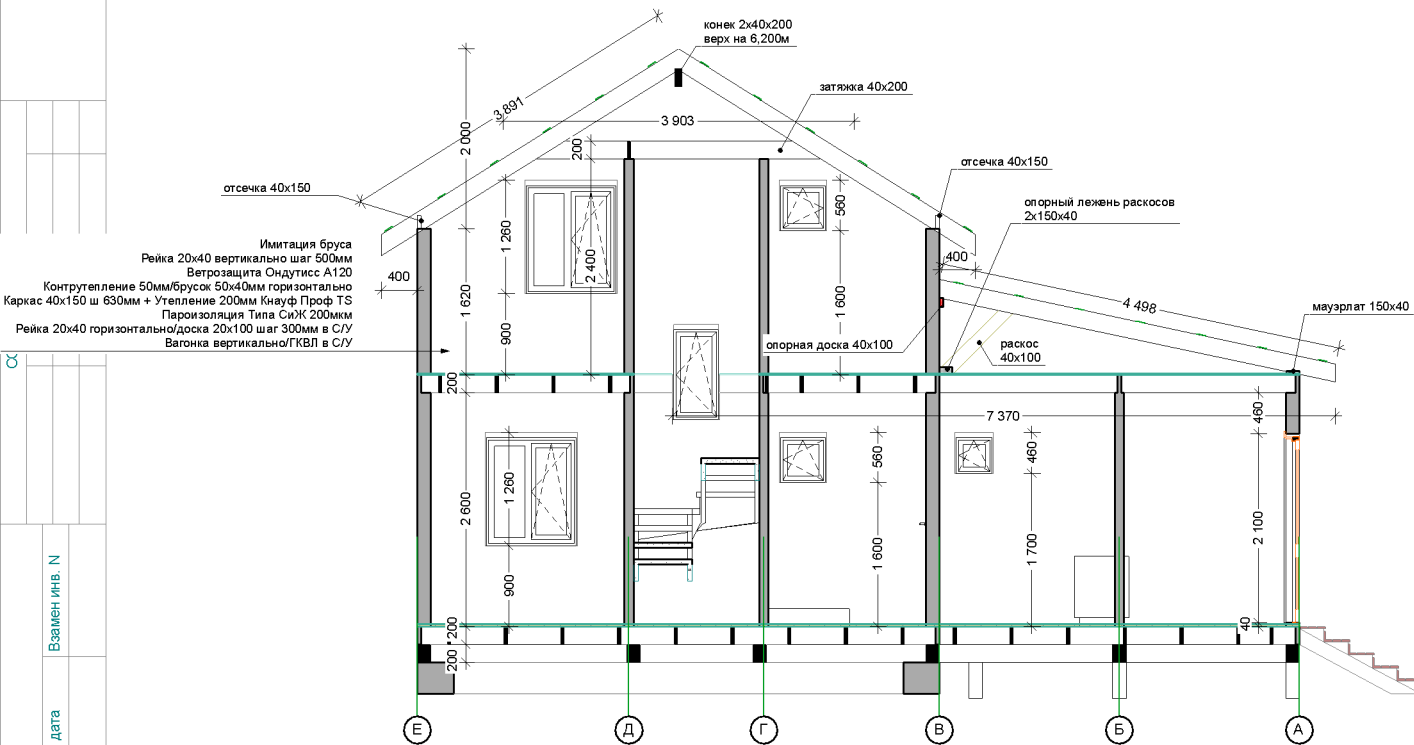 конек 2х40х200
верх на 6,200м
затяжка 40х200
3 891
3 903
2 000
200
отсечка 40х150
отсечка 40х150
опорный лежень раскосов
2х150х40
560
1 260
2 400
Имитация бруса
Рейка 20х40 вертикально шаг 500мм
Ветрозащита Ондутисс А120
Контрутепление 50мм/брусок 50х40мм горизонтально
Каркас 40х150 ш 630мм + Утепление 200мм Кнауф Проф TS
Пароизоляция Типа СиЖ 200мкм
Рейка 20х40 горизонтально/доска 20х100 шаг 300мм в С/У
Вагонка вертикально/ГКВЛ в С/У
400
400
1 620
1 600
900
4 498
мауэрлат 150х40
опорная доска 40х100
раскос
40х100
СО
200
7 370
460
560
460
1 260
2 600
2 100
1 600
1 700
900
Взамен инв. N
200
40
200
дата
Е
Д
Г
В
Б
А